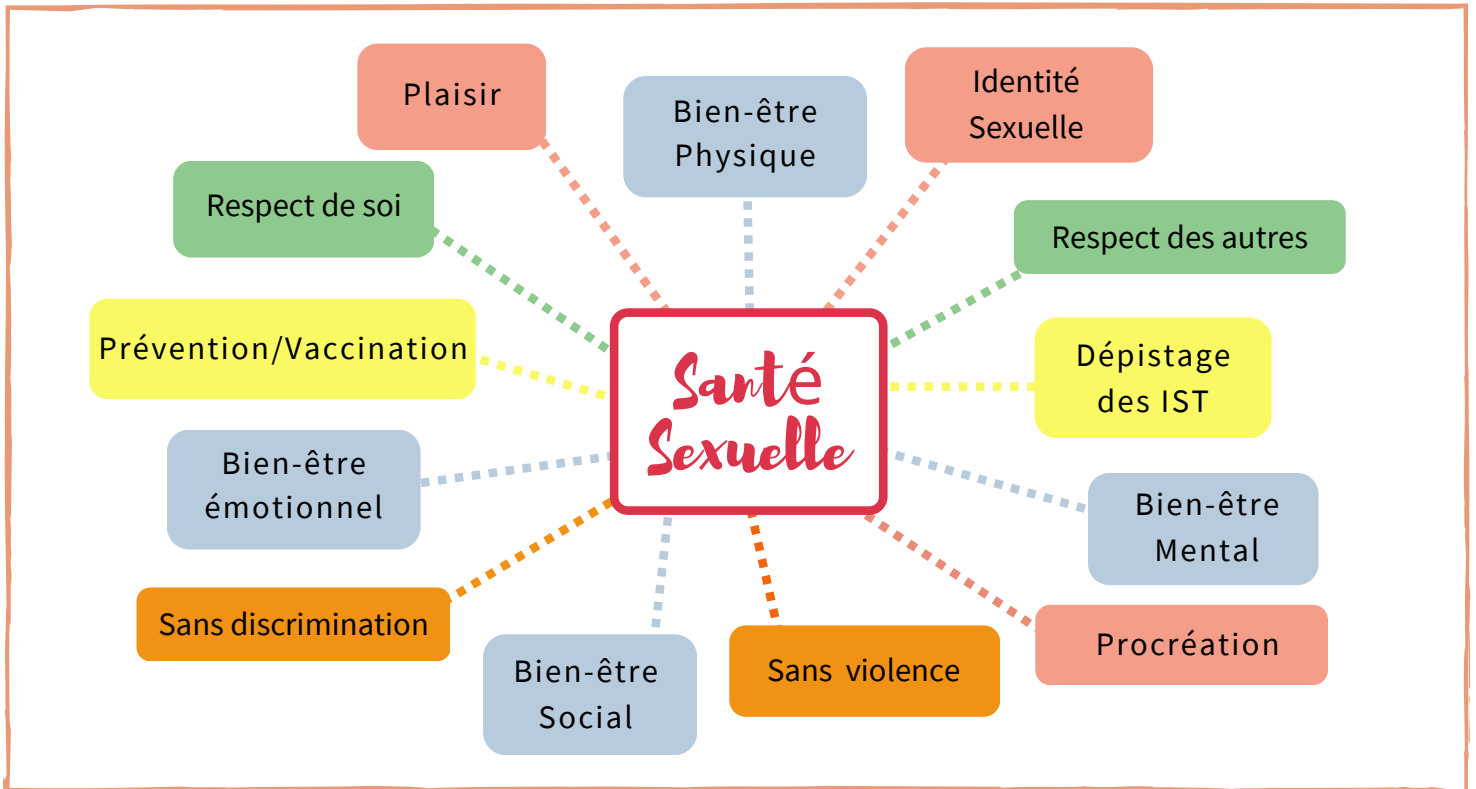 Plaisir
Bien-être
Physique
Identité
Sexuelle
Respect de soi
Respect des autres
Prévention/Vaccination
Dépistage
des IST
Santé
Sexuelle
Bien-être
émotionnel
Bien-être
Mental
Sans discrimination
Bien-être
Social
Sans violence
Procréation